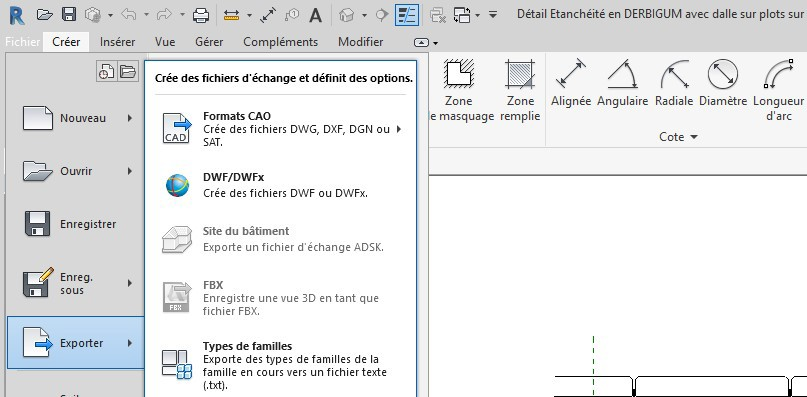 Détail Etanchéité en DERBIGUM avec dalle sur plots sur
Fichier Créer Insérer Vue Gérer Compléments Modifier
Crée des fichiers d'échange et définit des options.
Nouveau
Ouvrir
Enregistrer
Enreg.
sous
Exporter
Formats CAO
Crée des fichiers DWG, DXF, DGN ou
SAT.
CAD
DWF/DWFx
Crée des fichiers DWF ou DWFx.
Site du bâtiment
Exporte un fichier d'échange ADSK.
FBX
Enregistre une vue 3D en tant que
fichier FBX.
FBX
Types de familles
Exporte des types de familles de la
famille en cours vers un fichier texte
(.txt).
Zone
de masquage
Zone
remplie
Alignée Angulaire Radiale Diamètre Longueur
d'arc
Cote